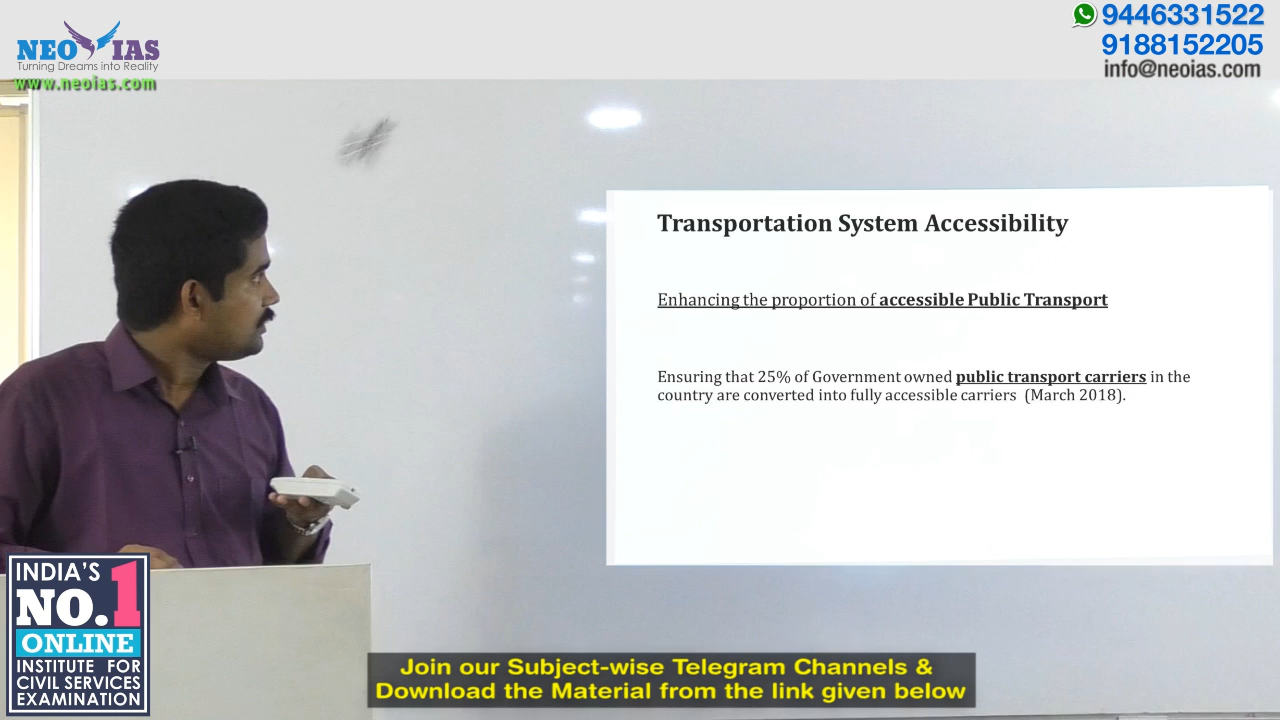 NEO IAS
Turning Dreams into Reality
www.neoias.com
9446331522
9188152205
info@neoias.com
Transportation System Accessibility
Enhancing the proportion of accessible Public Transport
Ensuring that 25% of Government owned public transport carriers in the
country are converted into fully accessible carriers (March 2018).
INDIA'S
NO.1
ONLINE
INSTITUTE FOR
CIVIL SERVICES
EXAMINATION
Join our Subject-wise Telegram Channels &
Download the Material from the link given below